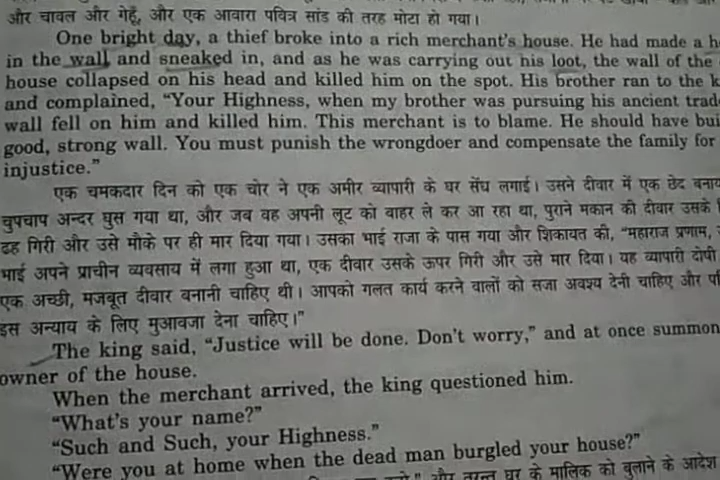 और चावल और गेहूँ, और एक आवारा पवित्र सांड की तरह मोटा हो गया।
One bright day, a thief broke into a rich merchant's house. He had made a
in the wall and sneaked in, and as he was carrying out his loot, the wall of the
house collapsed on his head and killed him on the spot. His brother ran to the
and complained, "Your Highness, when my brother was pursuing his ancient
wall fell on him and killed him. This merchant is to blame. He should have
good, strong wall. You must punish the wrongdoer and compensate the family for
injustice."
एक चमकदार दिन को एक चोर ने एक अमीर व्यापारी के घर सेंध लगाई। उसने दीवार में एक छेद
चुपचाप अन्दर घुस गया था, और जब वह अपनी लूट को बाहर ले कर आ रहा था, पुराने मकान की दीवार उसके
ढह गिरी और उसे मौके पर ही मार दिया गया। उसका भाई राजा के पास गया और शिकायत की, "महाराज प्रणाम,
भाई अपने प्राचीन व्यवसाय में लगा हुआ था, एक दीवार उसके ऊपर गिरी और उसे मार दिया। यह व्यापारी दोषी
एक अच्छी, मजबूत दीवार बनानी चाहिए थी। आपको गलत कार्य करने वालों को सजा अवश्य देनी चाहिए और
इस अन्याय के लिए मुआवजा देना चाहिए।"
The king said, "Justice will be done. Don't worry," and at once
owner of the house.
When the merchant arrived, the king questioned him.
"What's your name?"
"Such and Such, your Highness."
"Were you at home when the dead man burgled your house?"
और तुरन्त घर के मालिक को बुलाने के आदेश